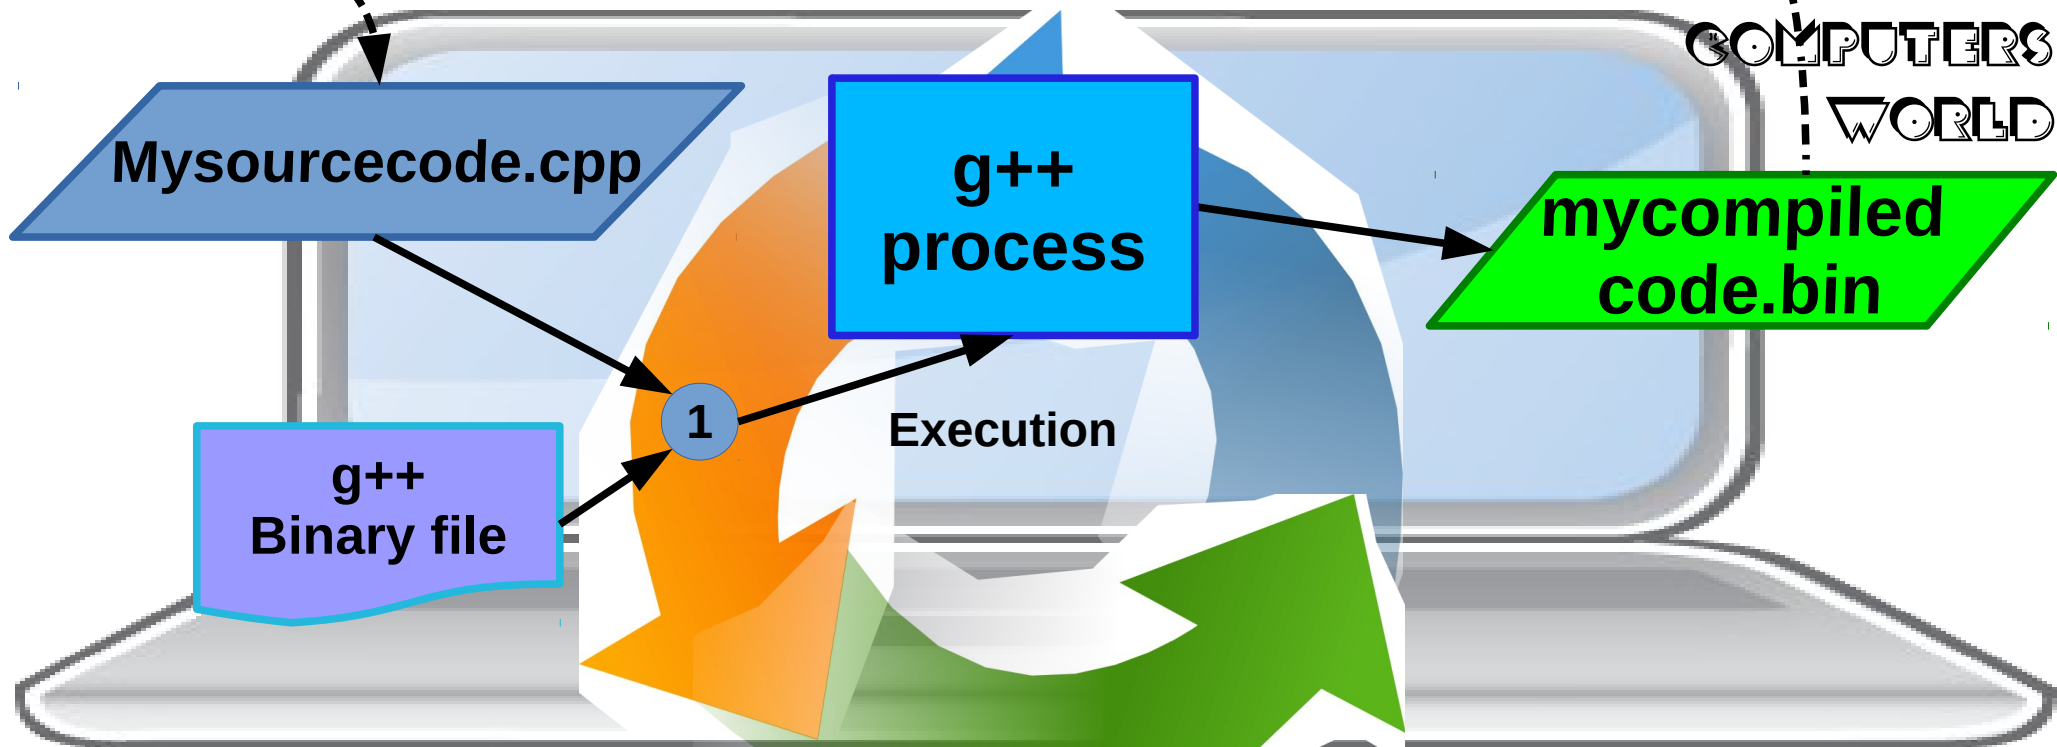 COMPUTERS
WORLD
Mysourcecode.cpp
g++
process
mycompiled
code.bin
1
Execution
g++
Binary file